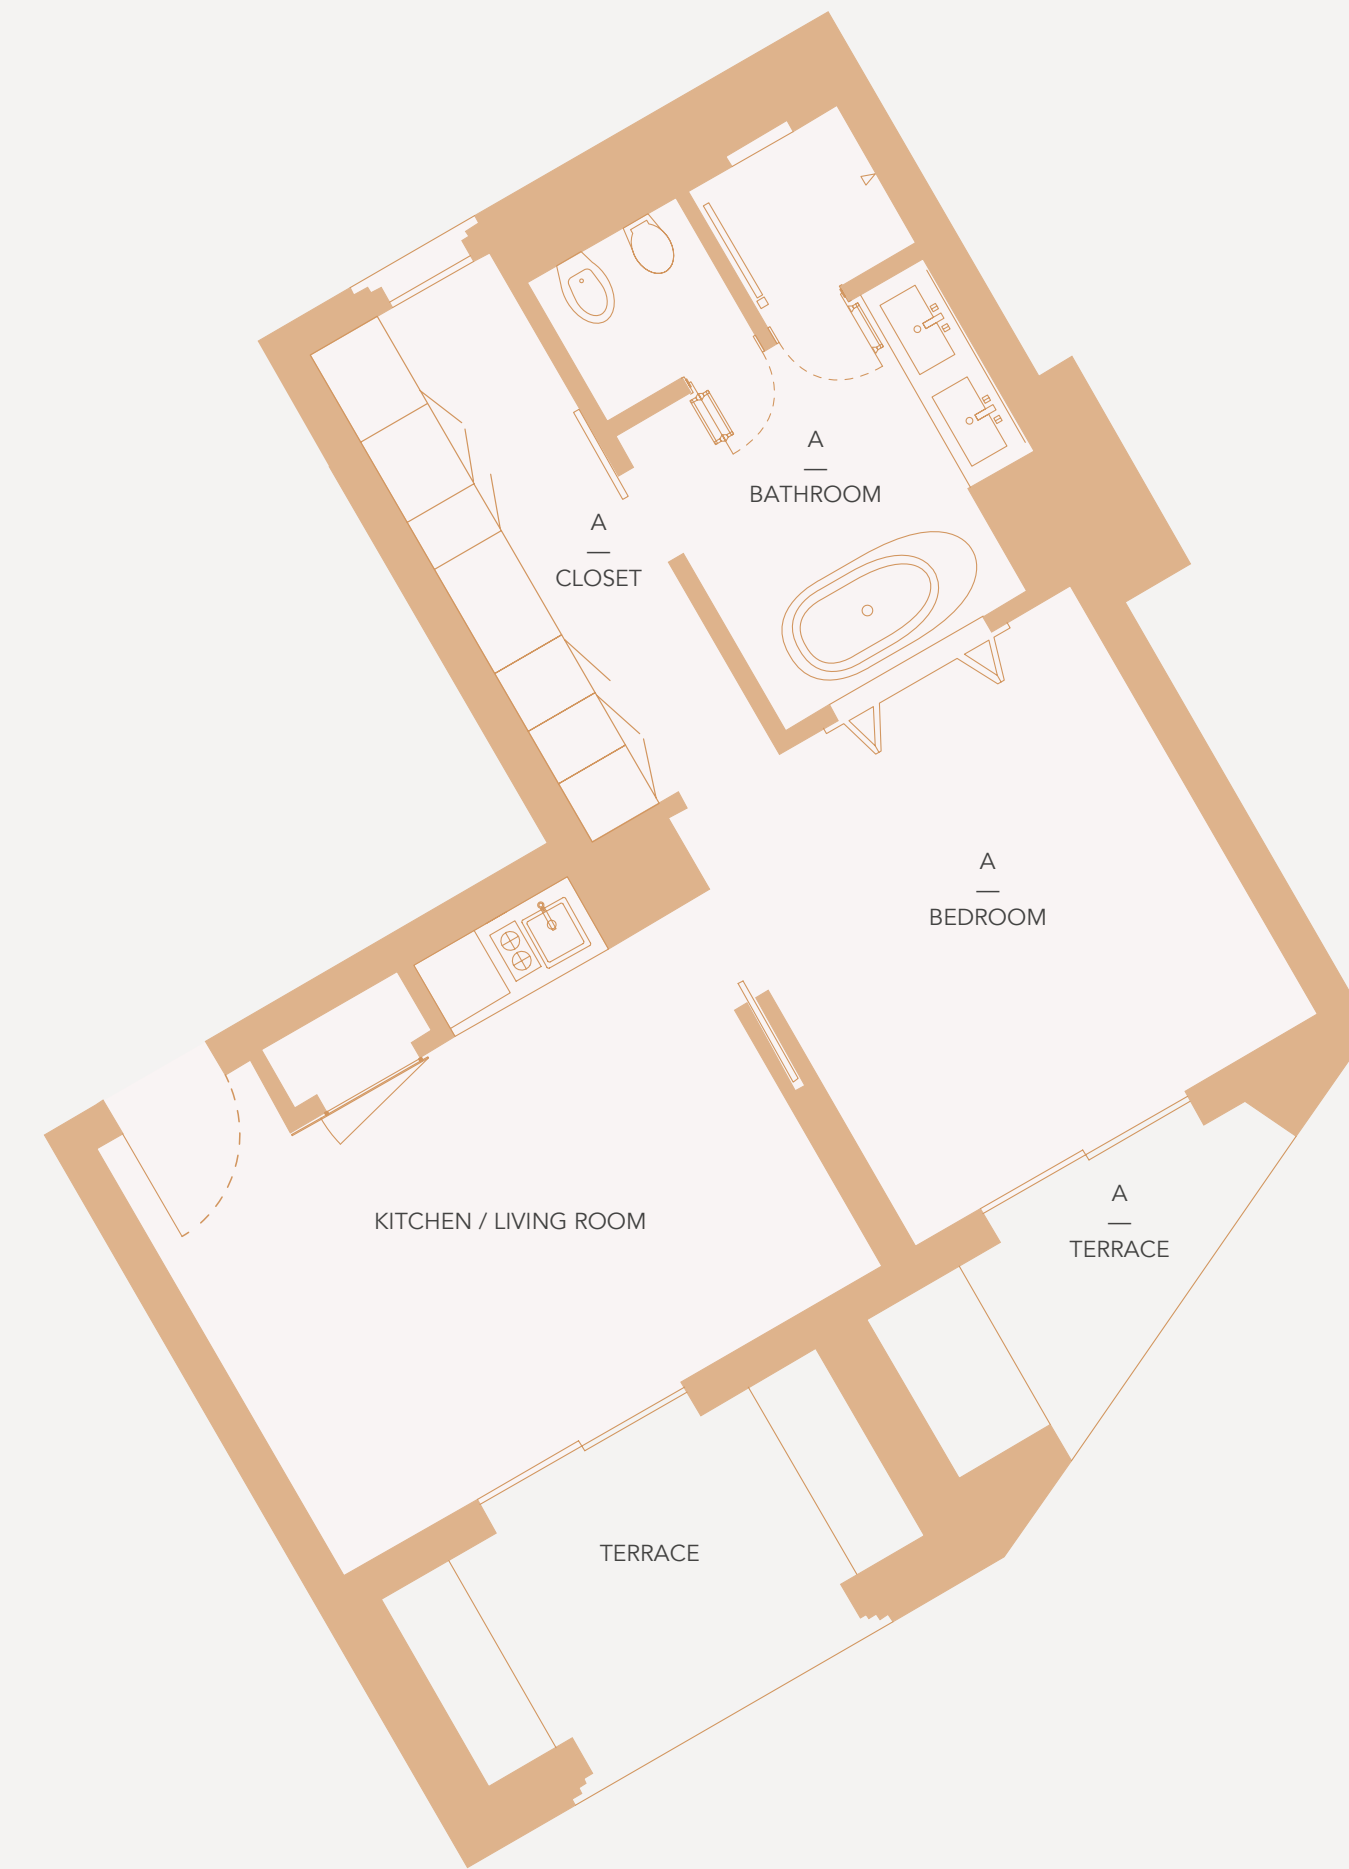 A
BATHROOM
A
CLOSET
A
BEDROOM
A
TERRACE
KITCHEN / LIVING ROOM
TERRACE